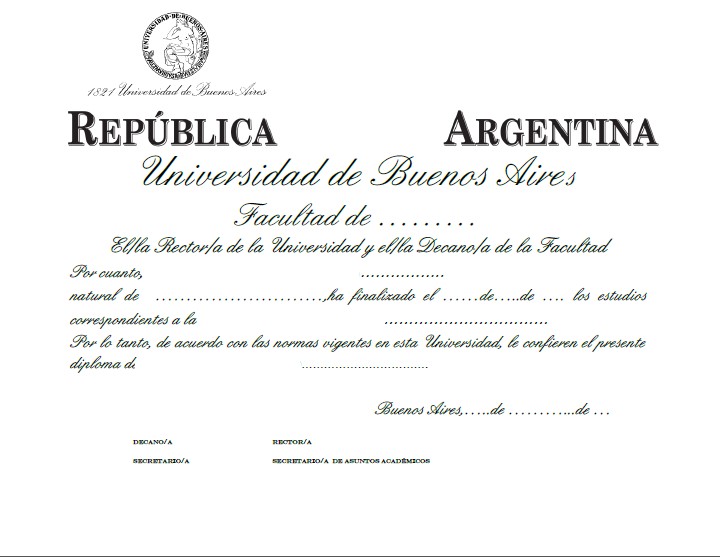 UNIVERSIDAD·DE·BUENOS·AIRES
1821 Universidad de Buenos Aires
REPÚBLICA ARGENTINA
Universidad de Buenos Aires
Facultad de ………
El/la Rector/a de la Universidad y el/la Decano/a de la Facultad
Por cuanto, ................
natural de ……………………….,ha finalizado el ……de…..de …. los estudios
correspondientes a la ...............................
Por lo tanto, de acuerdo con las normas vigentes en esta Universidad, le confieren el presente
diploma de ..................................
Buenos Aires,…..de ………...de …
DECANO/A RECTOR/A
SECRETARIO/A SECRETARIO/A DE ASUNTOS ACADÉMICOS